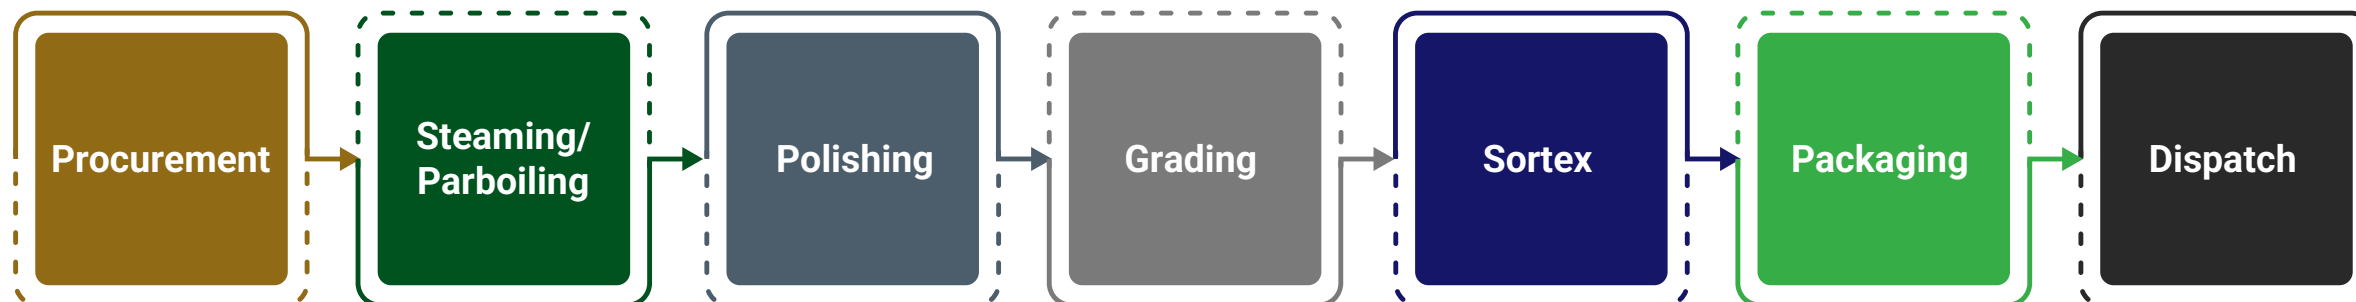 Procurement
Steaming/
Parboiling
Polishing
Grading
Sortex
Packaging
Dispatch